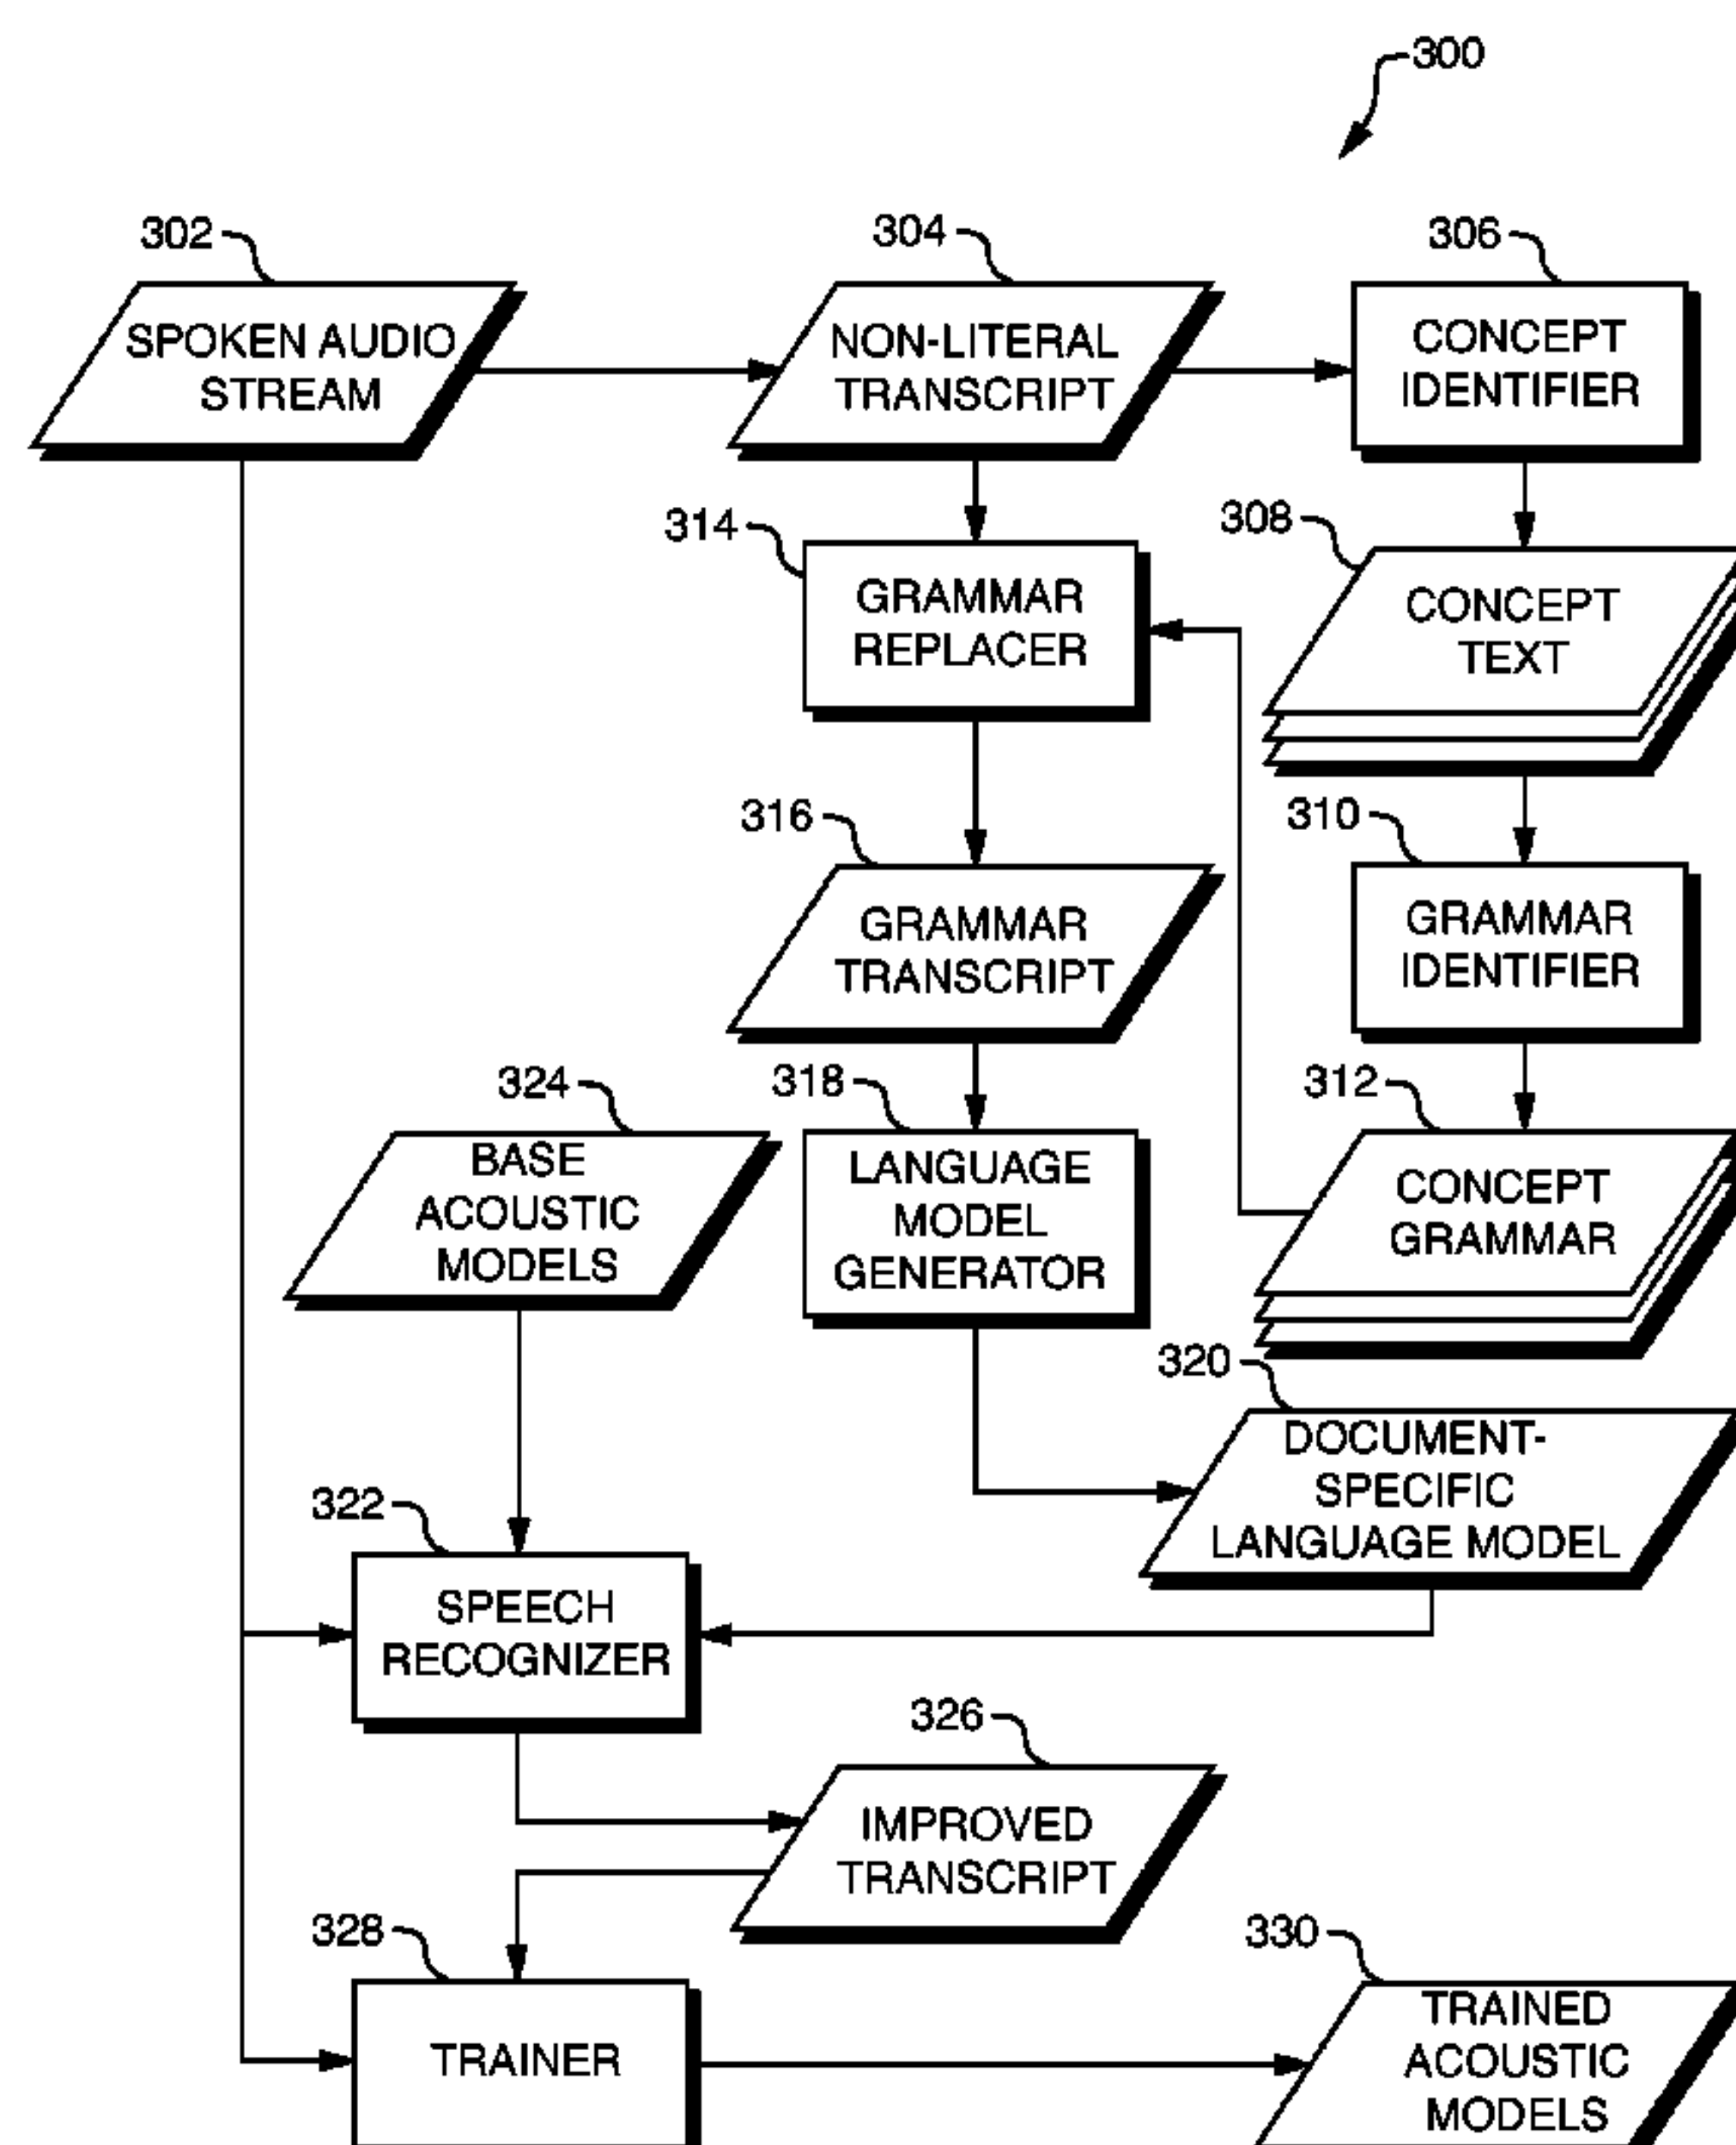 300
302
304
306
SPOKEN AUDIO
STREAM
NON-LITERAL
TRANSCRIPT
CONCEPT
IDENTIFIER
314
308
GRAMMAR
REPLACER
CONCEPT
TEXT
316
310
GRAMMAR
TRANSCRIPT
GRAMMAR
IDENTIFIER
324
318
312
BASE
ACOUSTIC
MODELS
LANGUAGE
MODEL
GENERATOR
CONCEPT
GRAMMAR
320
DOCUMENT-
SPECIFIC
LANGUAGE MODEL
322
SPEECH
RECOGNIZER
326
IMPROVED
TRANSCRIPT
328
330
TRAINER
TRAINED
ACOUSTIC
MODELS